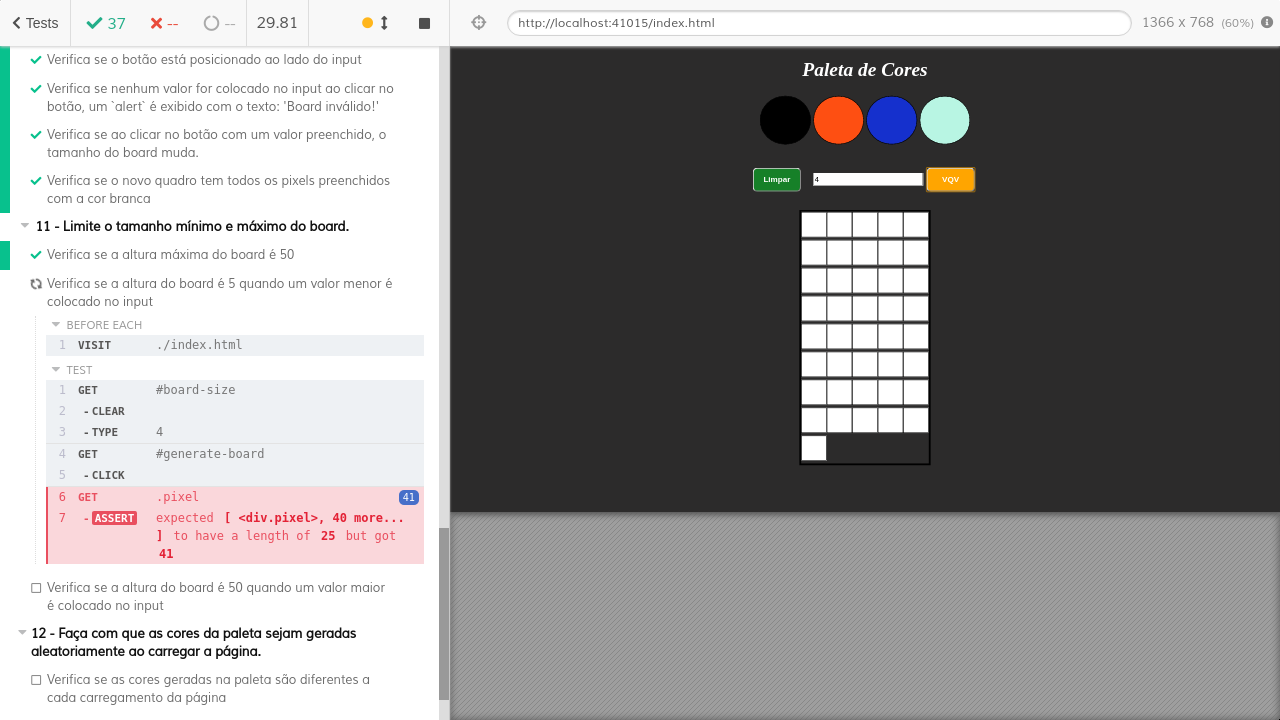 Tests 37 -- -- 29.81
http://localhost:41015/index.html 1366 x 768 (60%)
Verifica se o botão está posicionado ao lado do input
Verifica se nenhum valor for colocado no input ao clicar no
botão, um `alert` é exibido com o texto: 'Board inválido!'
Verifica se ao clicar no botão com um valor preenchido, o
tamanho do board muda.
Verifica se o novo quadro tem todos os pixels preenchidos
com a cor branca
11 - Limite o tamanho mínimo e máximo do board.
Verifica se a altura máxima do board é 50
Verifica se a altura do board é 5 quando um valor menor é
colocado no input
BEFORE EACH
1 VISIT ./index.html
TEST
1 GET #board-size
2 - CLEAR
3 - TYPE 4
4 GET #generate-board
5 - CLICK
6 GET .pixel 41
7 - ASSERT expected [ <div.pixel>, 40 more...
] to have a length of 25 but got
41
Verifica se a altura do board é 50 quando um valor maior
é colocado no input
12 - Faça com que as cores da paleta sejam geradas
aleatoriamente ao carregar a página.
Verifica se as cores geradas na paleta são diferentes a
cada carregamento da página
Paleta de Cores
Limpar 4 VQV